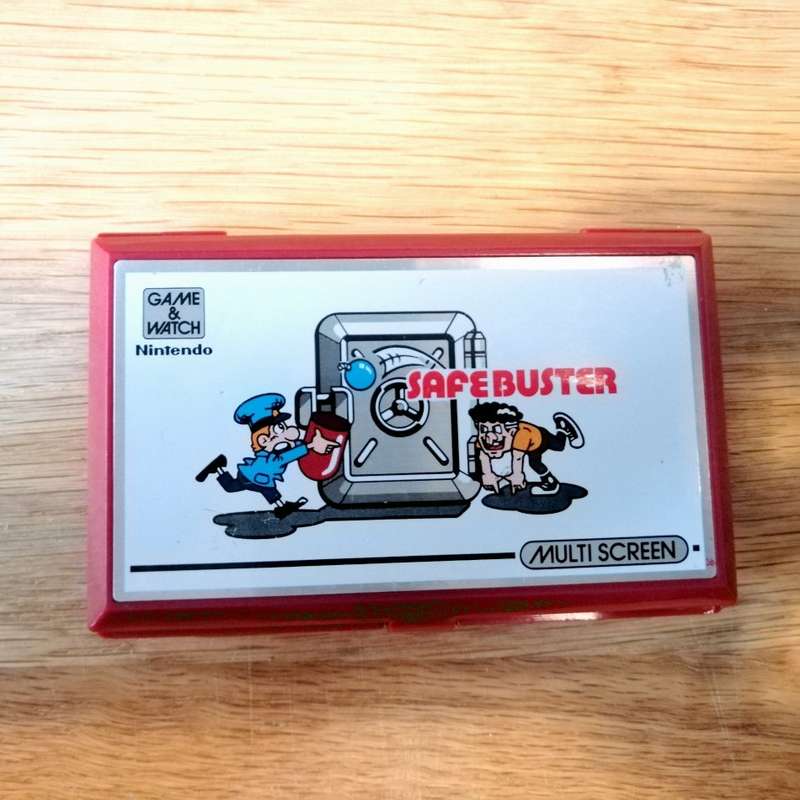 GAME
&
WATCH
Nintendo
SAFEBUSTER
MULTI SCREEN